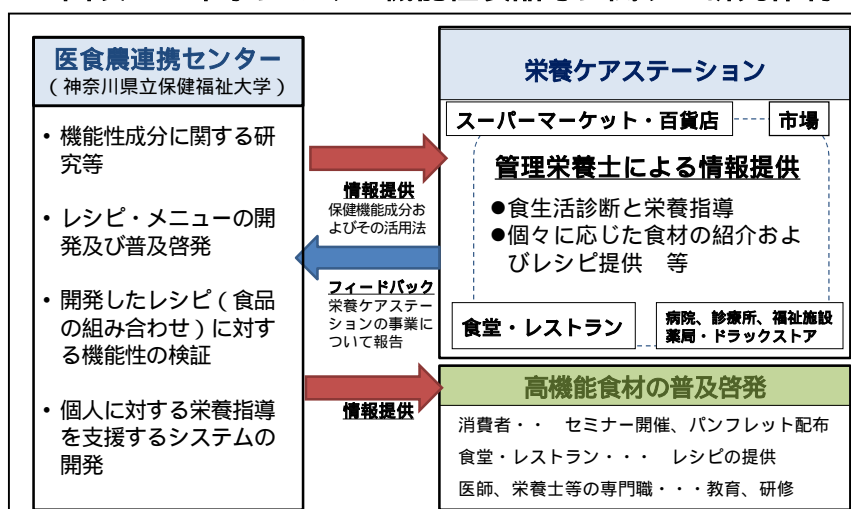 医食農連携センター
（神奈川県立保健福祉大学）
• 機能性成分に関する研
究等
• レシピ・メニューの開
発及び普及啓発
• 開発したレシピ（食品
の組み合わせ）に対す
る機能性の検証
• 個人に対する栄養指導
を支援するシステムの
開発
情報提供
保健機能成分お
よびその活用法
フィードバック
栄養ケアステー
ションの事業に
ついて報告
情報提供
栄養ケアステーション
スーパーマーケット・百貨店
市場
管理栄養士による情報提供
●食生活診断と栄養指導
●個々に応じた食材の紹介およ
びレシピ提供　等
食堂・レストラン
病院、診療所、福祉施設
薬局・ドラックストア
高機能食材の普及啓発
消費者・・　セミナー開催、パンフレット配布
食堂・レストラン・・・　レシピの提供
医師、栄養士等の専門職・・・教育、研修